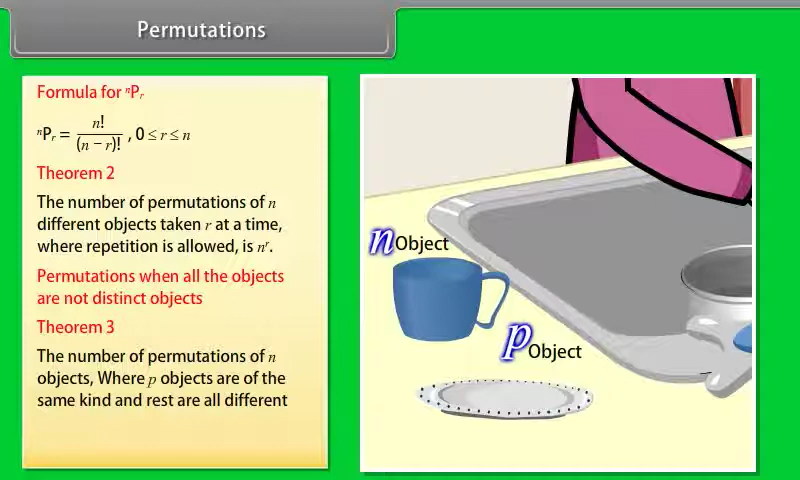 Permutations
Formula for ⁿPᵣ
ⁿPᵣ = n! / (n − r)! , 0 ≤ r ≤ n
Theorem 2
The number of permutations of n
different objects taken r at a time,
where repetition is allowed, is nʳ.
Permutations when all the objects
are not distinct objects
Theorem 3
The number of permutations of n
objects, Where p objects are of the
same kind and rest are all different
n Object
p Object